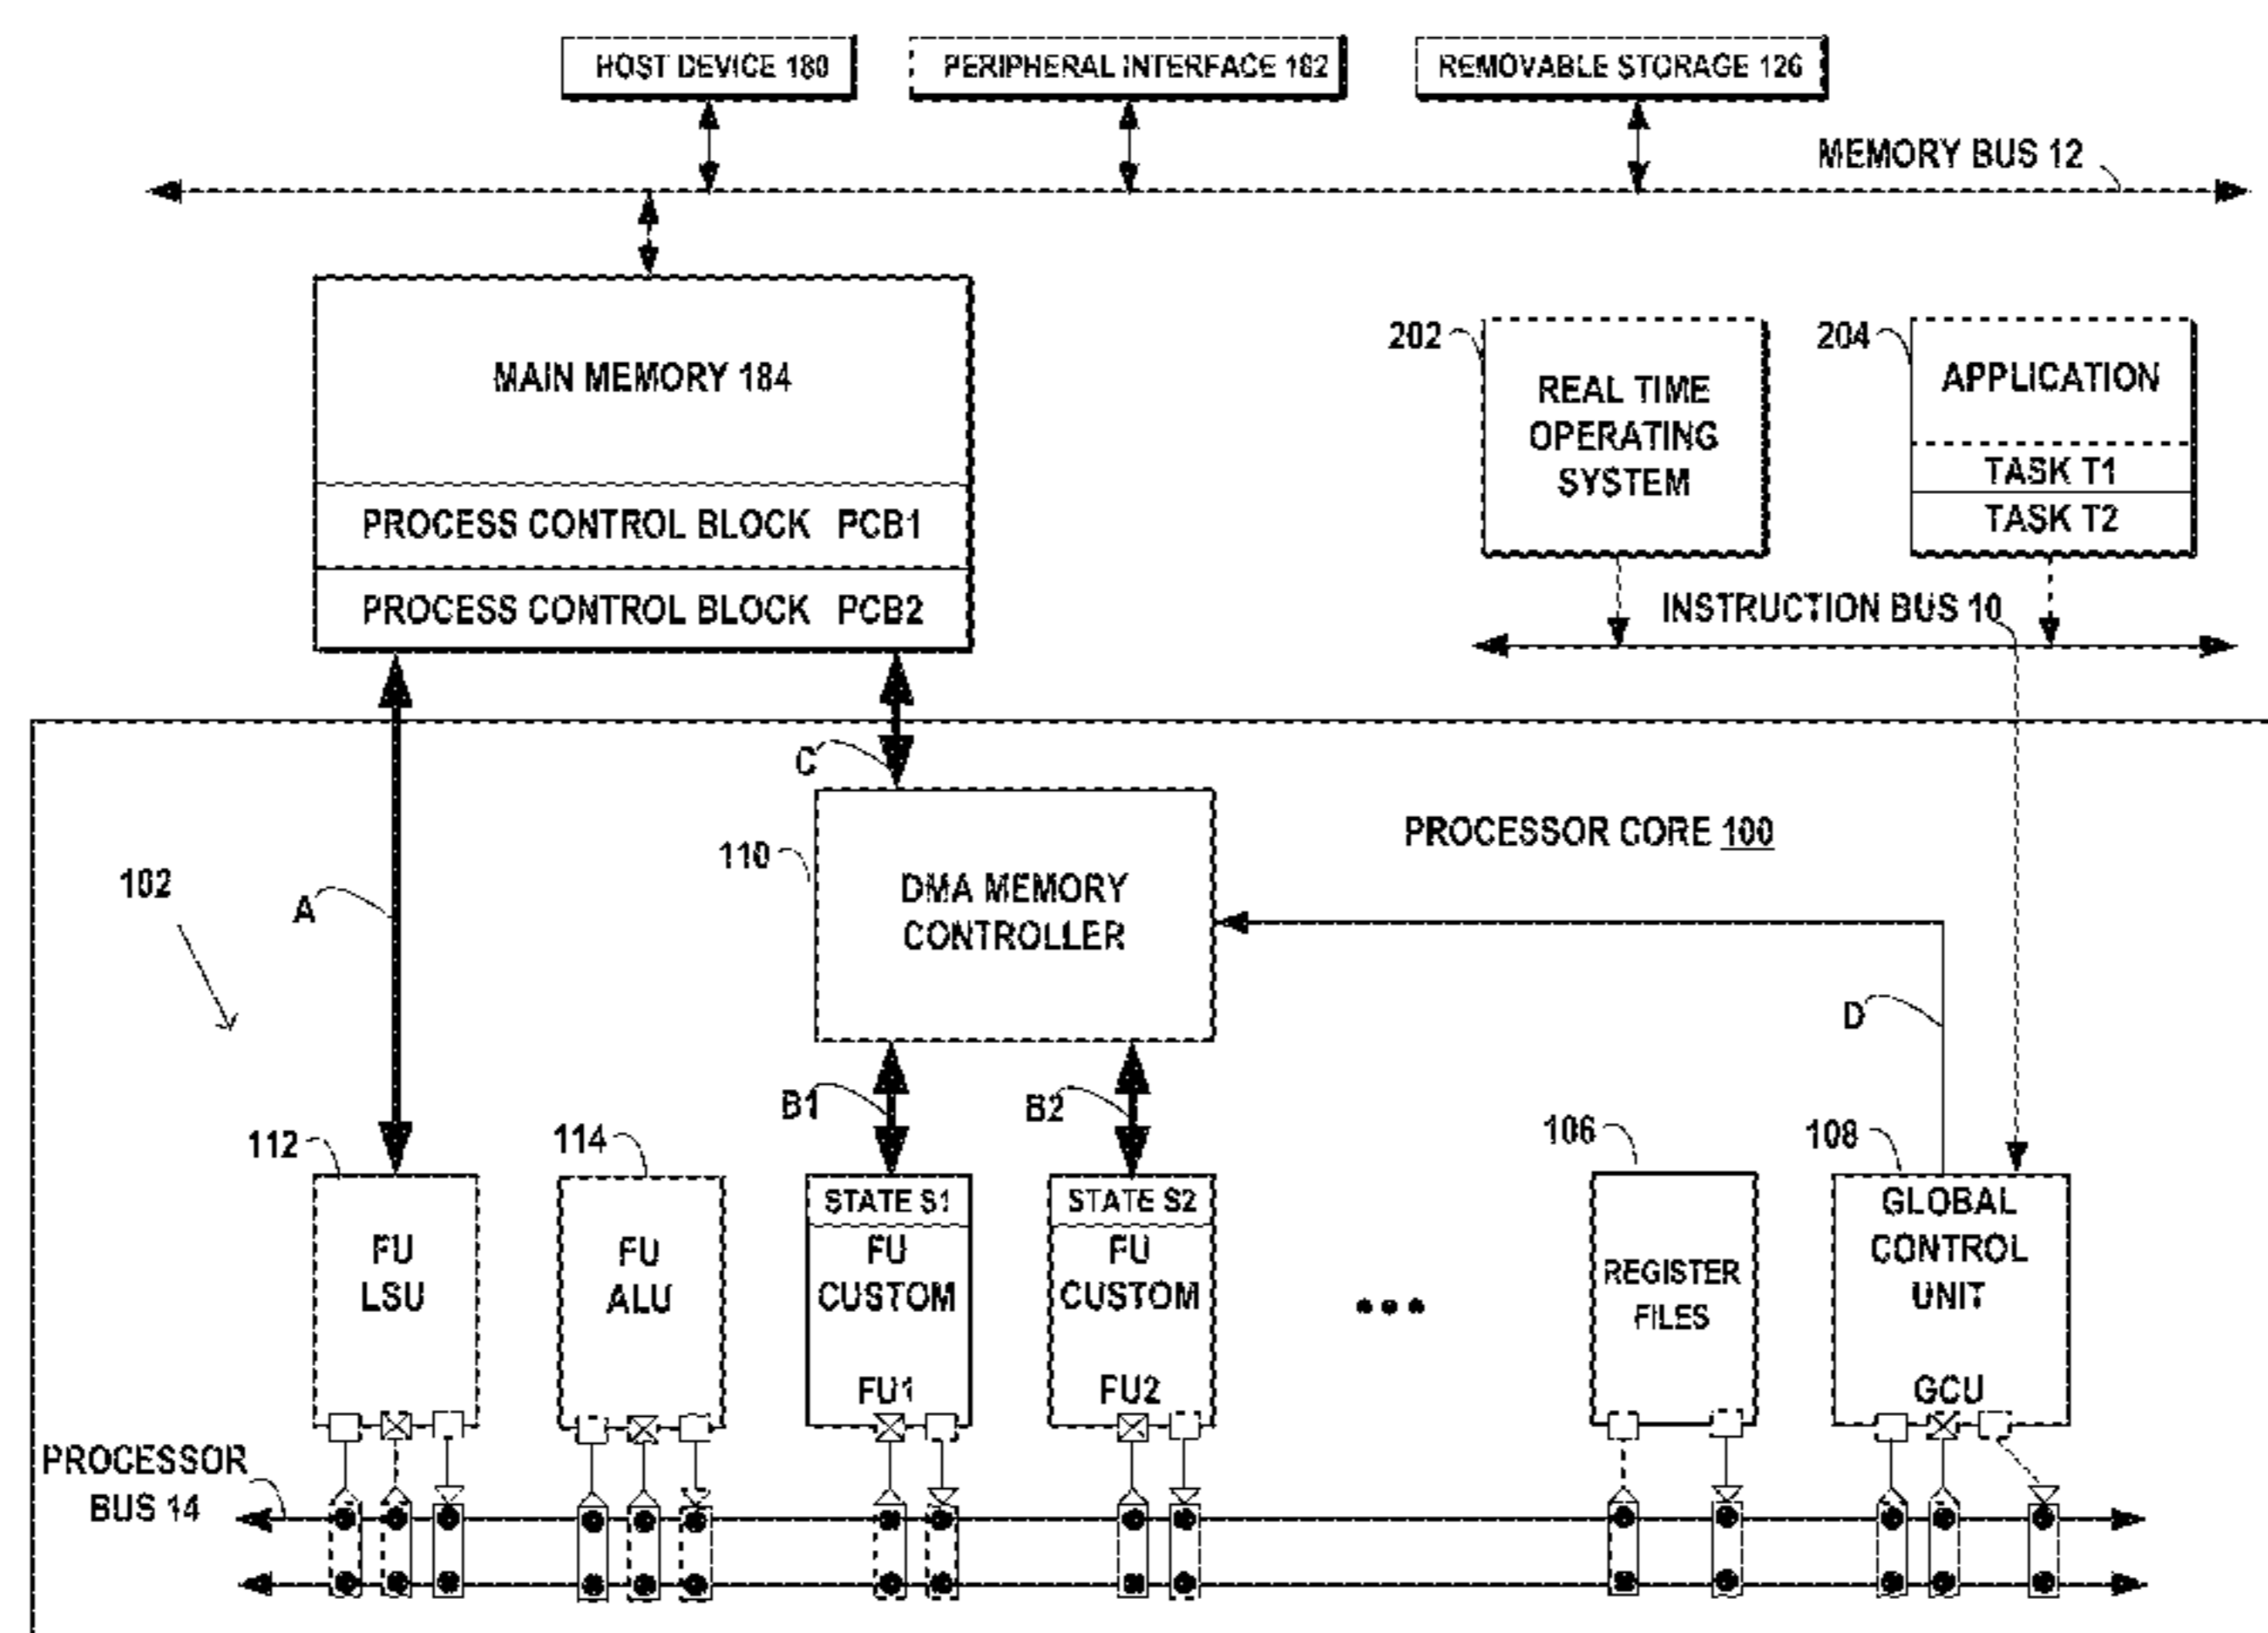 HOST DEVICE 180
PERIPHERAL INTERFACE 182
REMOVABLE STORAGE 126
MEMORY BUS 12
MAIN MEMORY 184
PROCESS CONTROL BLOCK PCB1
PROCESS CONTROL BLOCK PCB2
202
REAL TIME
OPERATING
SYSTEM
204
APPLICATION
TASK T1
TASK T2
INSTRUCTION BUS 10
C
PROCESSOR CORE 100
110
DMA MEMORY
CONTROLLER
102
A
D
B1
B2
112
FU
LSU
114
FU
ALU
STATE S1
FU
CUSTOM
FU1
STATE S2
FU
CUSTOM
FU2
106
REGISTER
FILES
108
GLOBAL
CONTROL
UNIT
GCU
PROCESSOR
BUS 14